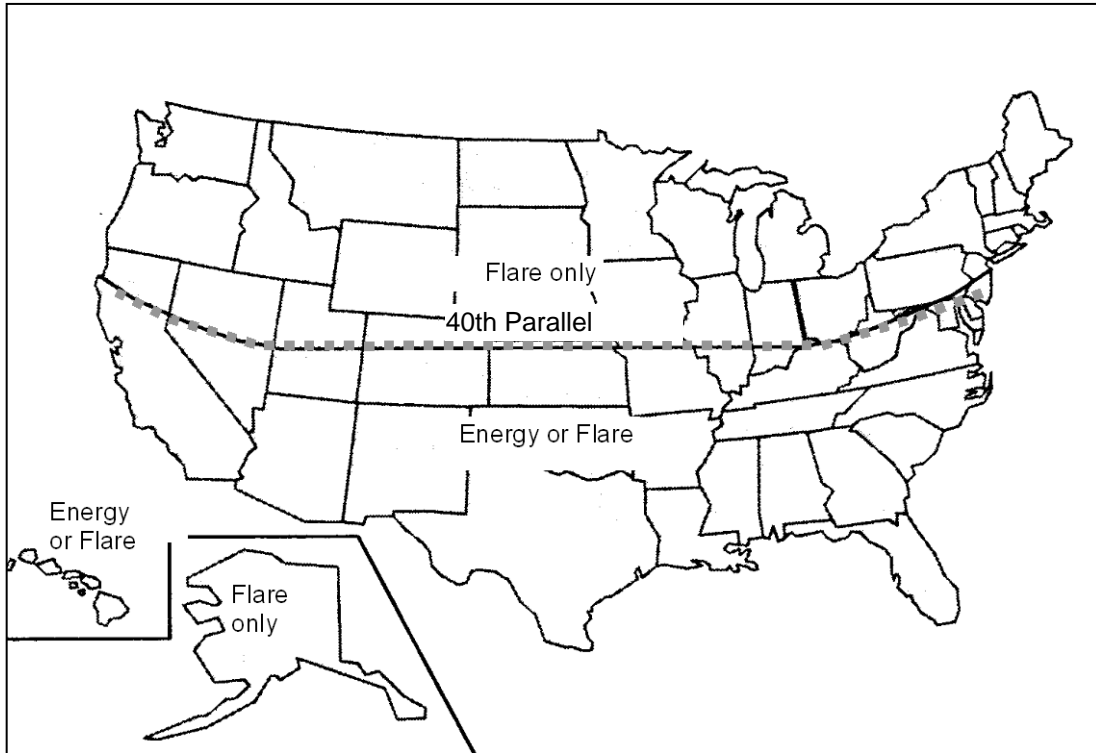 Flare only
40th Parallel
Energy or Flare
Energy
or Flare
Flare
only